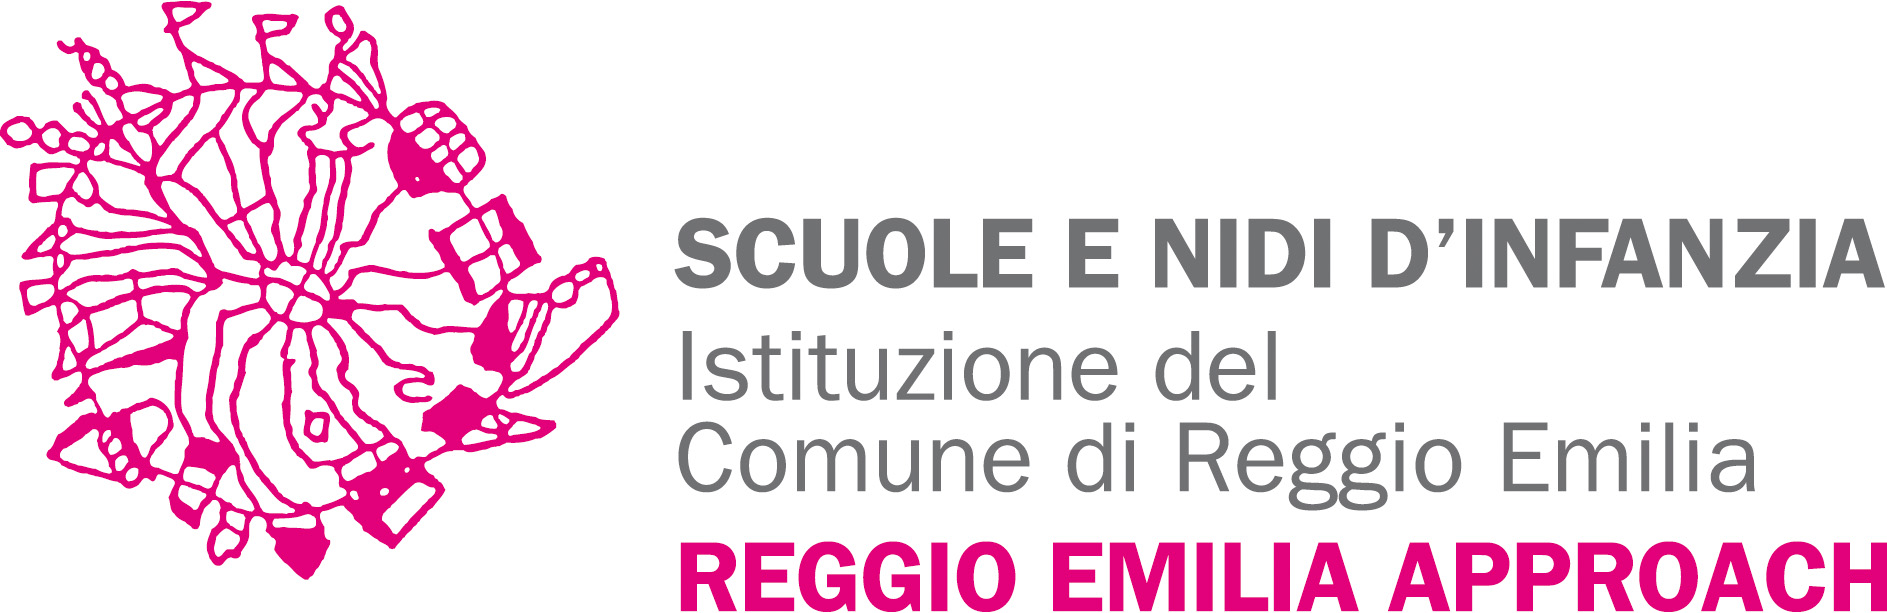 SCUOLE E NIDI D’INFANZIA
Istituzione del
Comune di Reggio Emilia
REGGIO EMILIA APPROACH